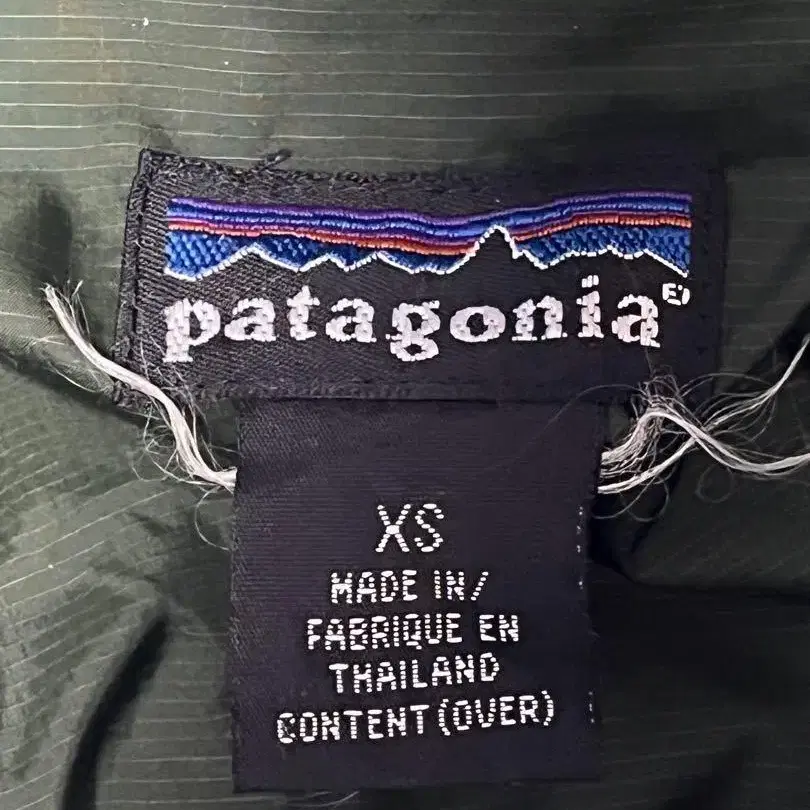 patagonia®
XS
MADE IN/
FABRIQUE EN
THAILAND
CONTENT (OVER)